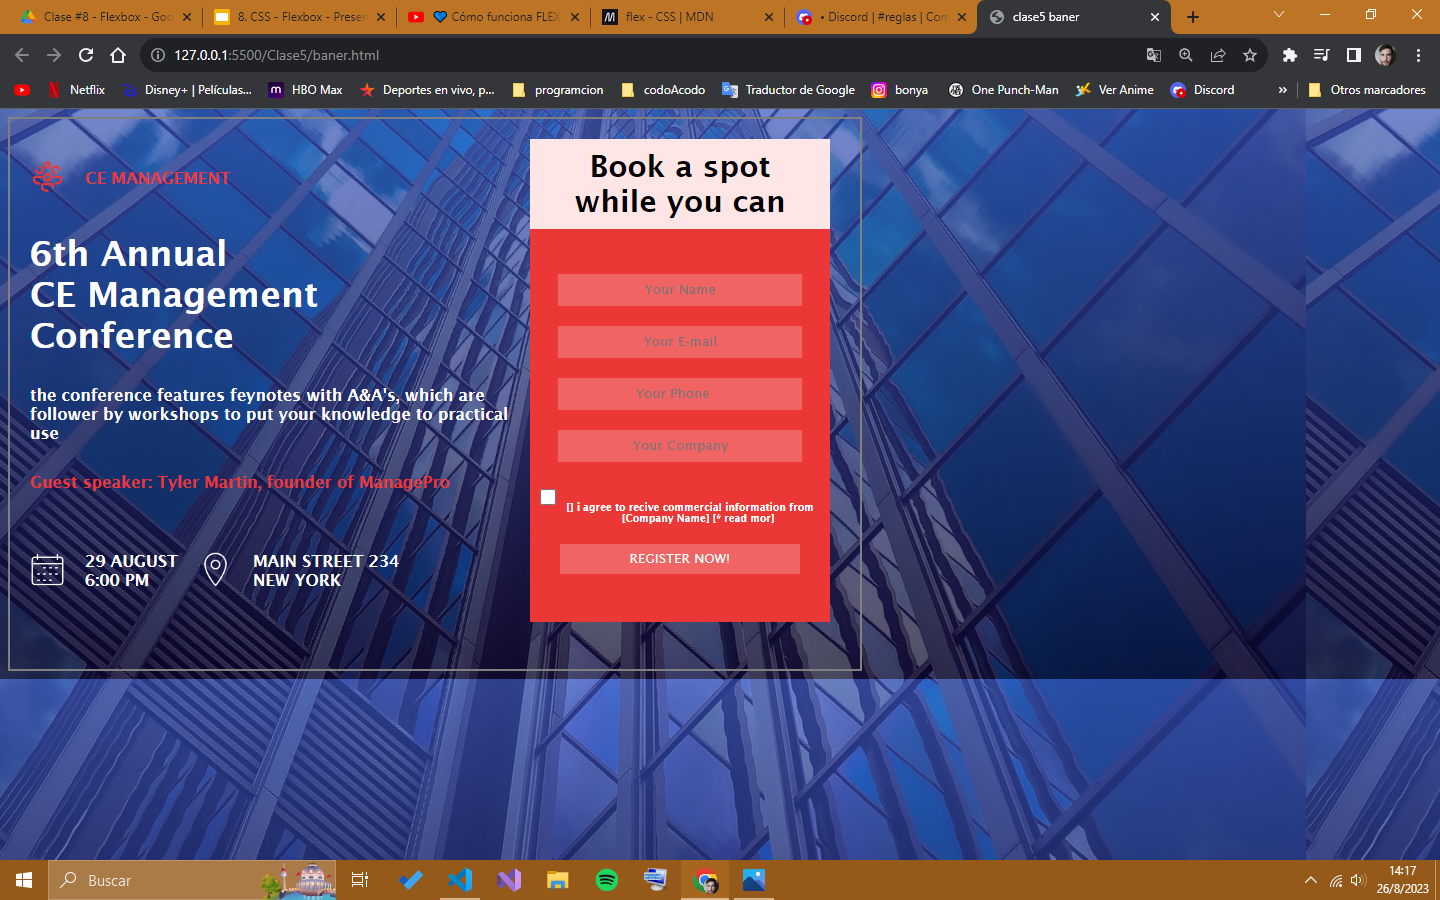 Clase #8 - Flexbox - Goo
8. CSS - Flexbox - Presen
💙 Cómo funciona FLEX
flex - CSS | MDN
• Discord | #reglas | Com
clase5 baner
127.0.0.1:5500/Clase5/baner.html
Netflix
Disney+ | Películas...
HBO Max
Deportes en vivo, p...
programcion
codoAcodo
Traductor de Google
bonya
One Punch-Man
Ver Anime
Discord
»
Otros marcadores
CE MANAGEMENT
6th Annual
CE Management
Conference
the conference features feynotes with A&A's, which are
follower by workshops to put your knowledge to practical
use
Guest speaker: Tyler Martin, founder of ManagePro
29 AUGUST
6:00 PM
MAIN STREET 234
NEW YORK
Book a spot
while you can
Your Name
Your E-mail
Your Phone
Your Company
[] i agree to recive commercial information from
[Company Name] [* read mor]
REGISTER NOW!
Buscar
14:17
26/8/2023